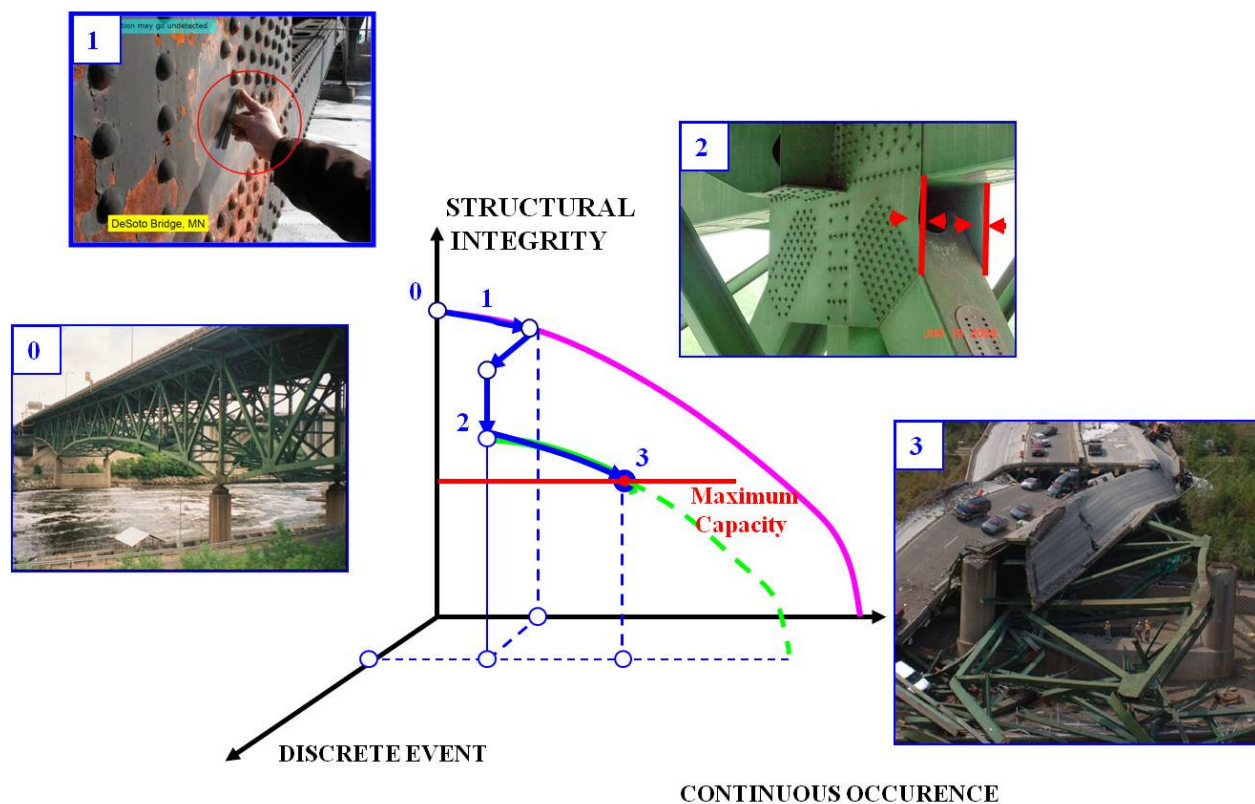 1
tion may go undetected
DeSoto Bridge, MN
2
STRUCTURAL
INTEGRITY
0
1
0
2
3
Maximum
Capacity
3
DISCRETE EVENT
CONTINUOUS OCCURENCE